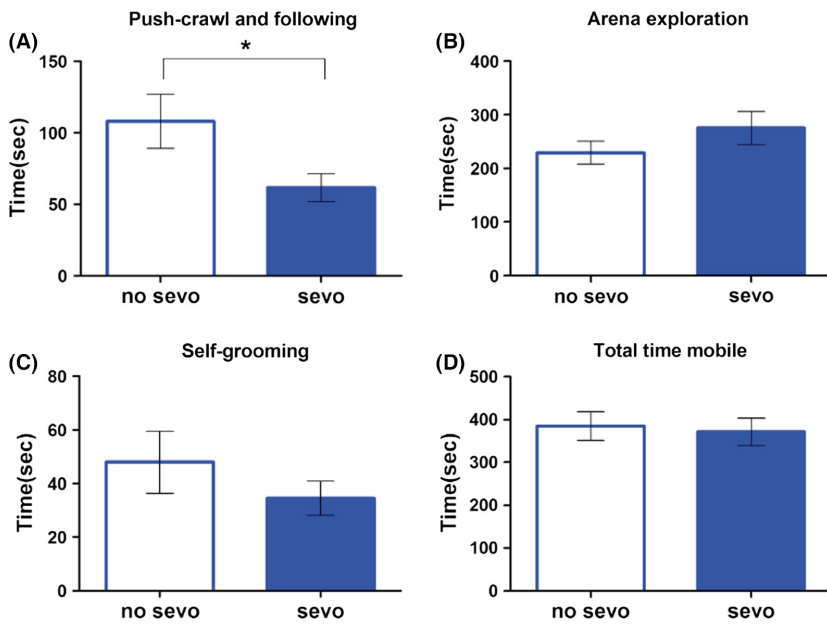 Push-crawl and following
(A)
*
150
100
50
0
Time(sec)
no sevo
sevo
Arena exploration
(B)
400
300
200
100
0
Time(sec)
no sevo
sevo
Self-grooming
(C)
80
60
40
20
0
Time(sec)
no sevo
sevo
Total time mobile
(D)
500
400
300
200
100
0
Time(sec)
no sevo
sevo